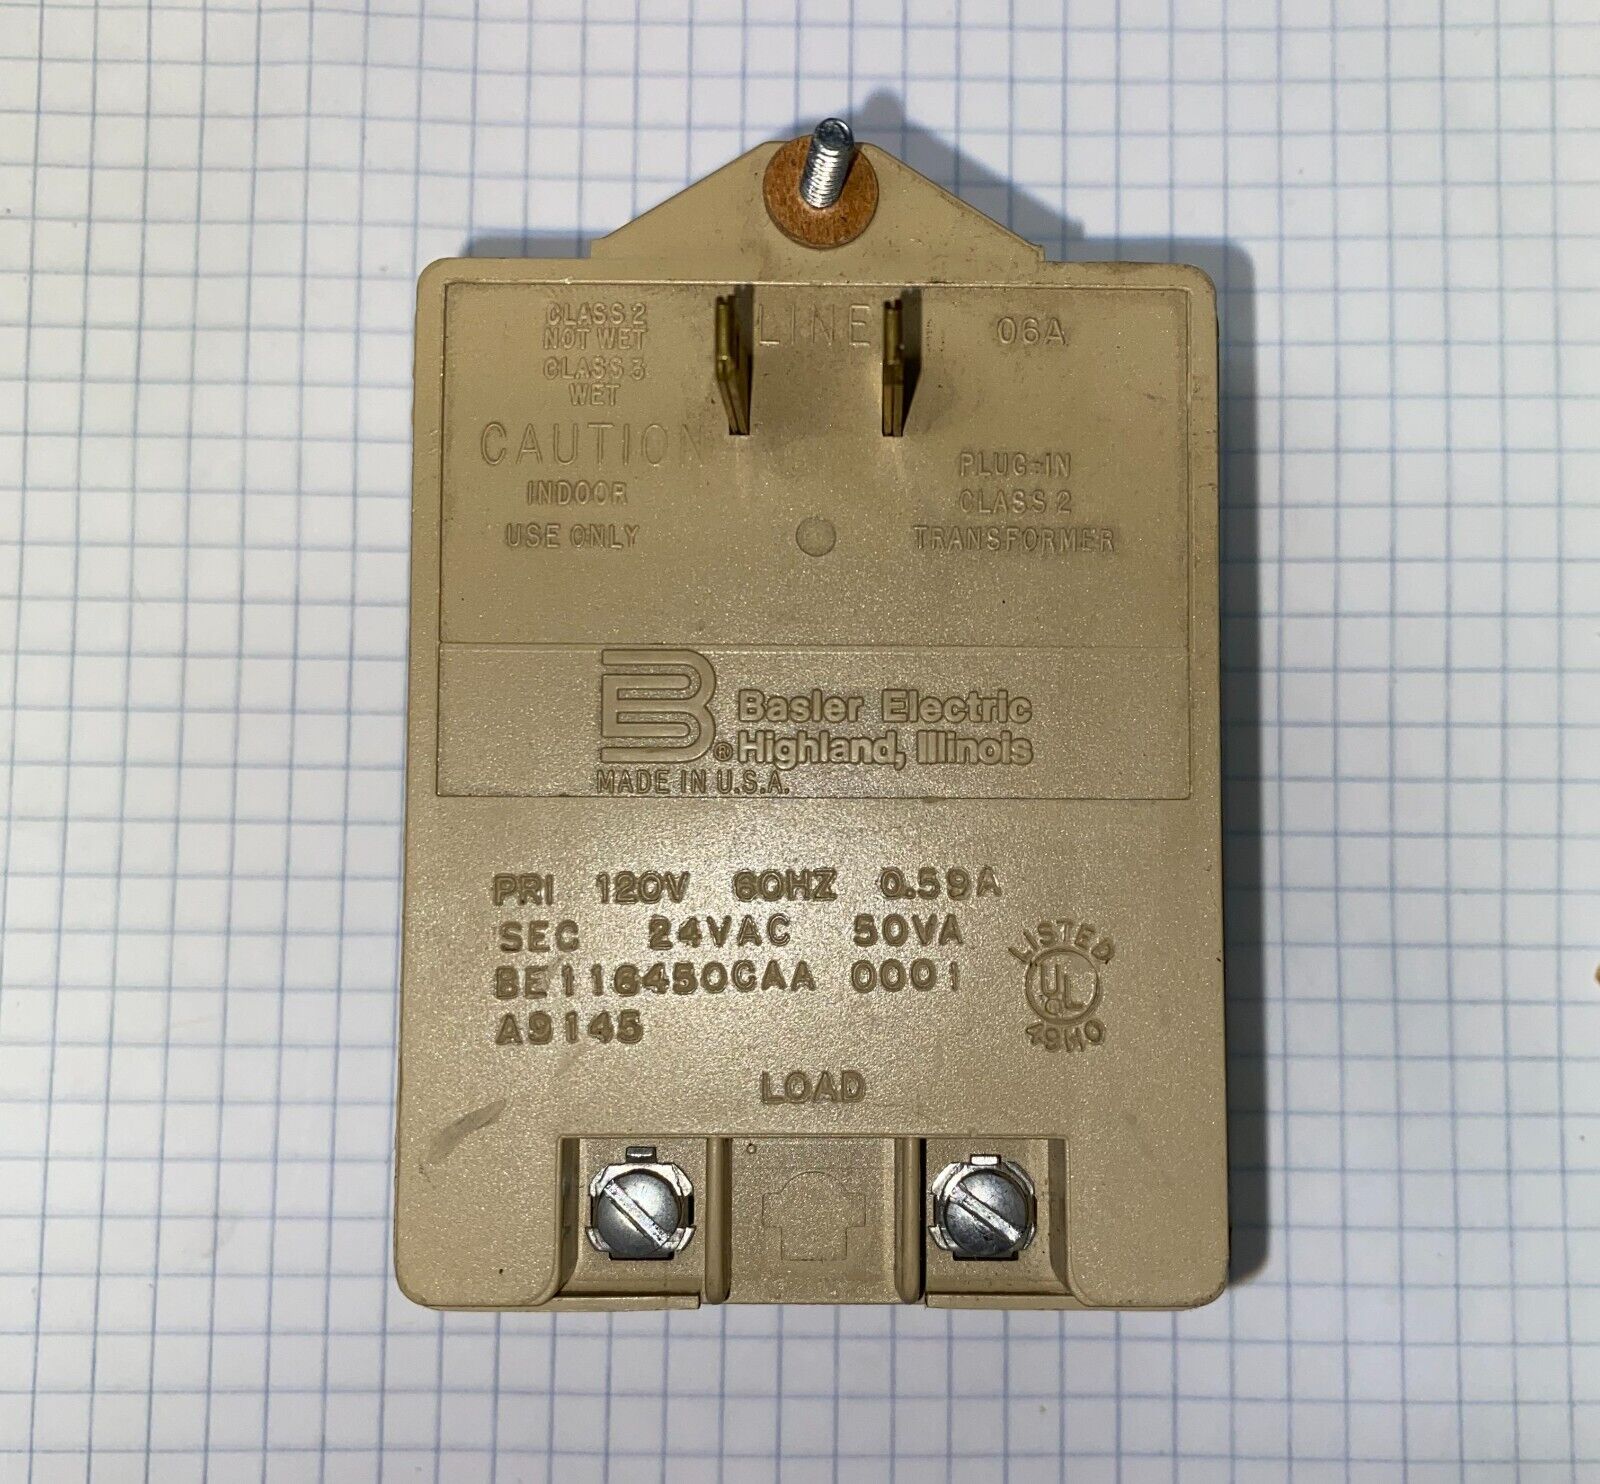 CLASS 2
NOT WET
CLASS 3
WET
LINE
06A
CAUTION
INDOOR
USE ONLY
PLUG-IN
CLASS 2
TRANSFORMER
Basler Electric
® Highland, Illinois
MADE IN U.S.A.
PRI 120V 60HZ 0.59A
SEC 24VAC 50VA
BE116450CAA 0001
A9145
LISTED
UL
49M0
LOAD